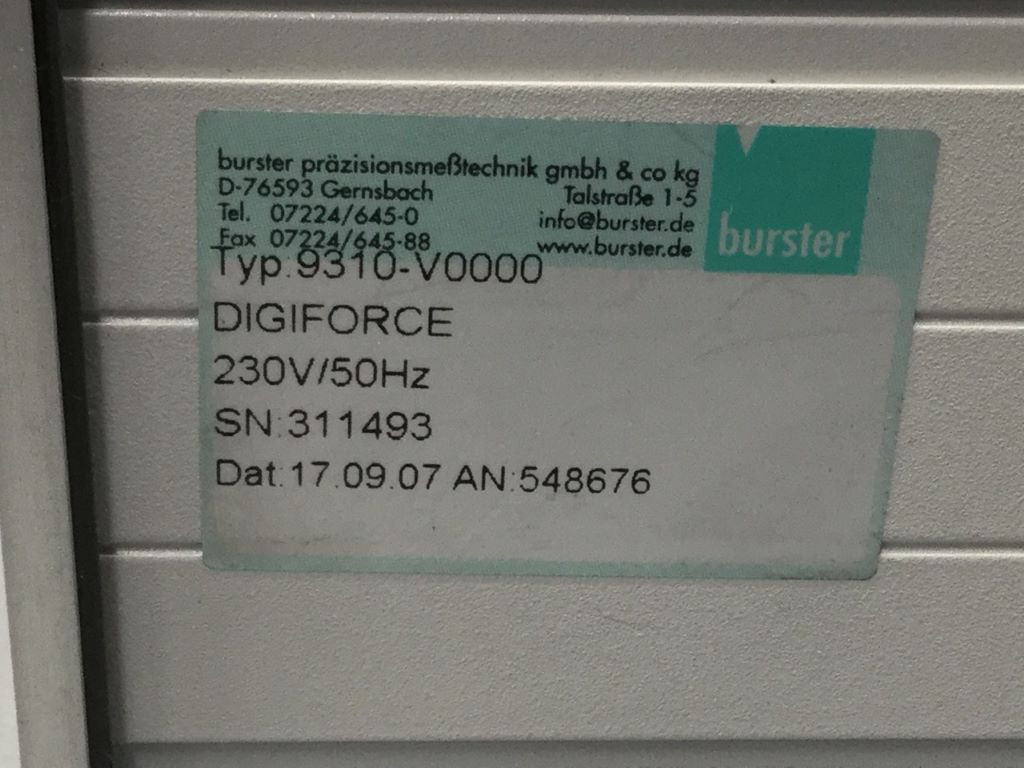 burster präzisionsmeßtechnik gmbh & co kg
D-76593 Gernsbach Talstraße 1-5
Tel. 07224/645-0 info@burster.de
Fax 07224/645-88 www.burster.de
burster
Typ:9310-V0000
DIGIFORCE
230V/50Hz
SN:311493
Dat:17.09.07 AN:548676